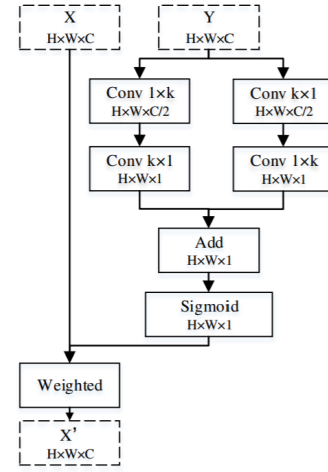 X
H×W×C
Y
H×W×C
Conv 1×k
H×W×C/2
Conv k×1
H×W×C/2
Conv k×1
H×W×1
Conv 1×k
H×W×1
Add
H×W×1
Sigmoid
H×W×1
Weighted
X’
H×W×C